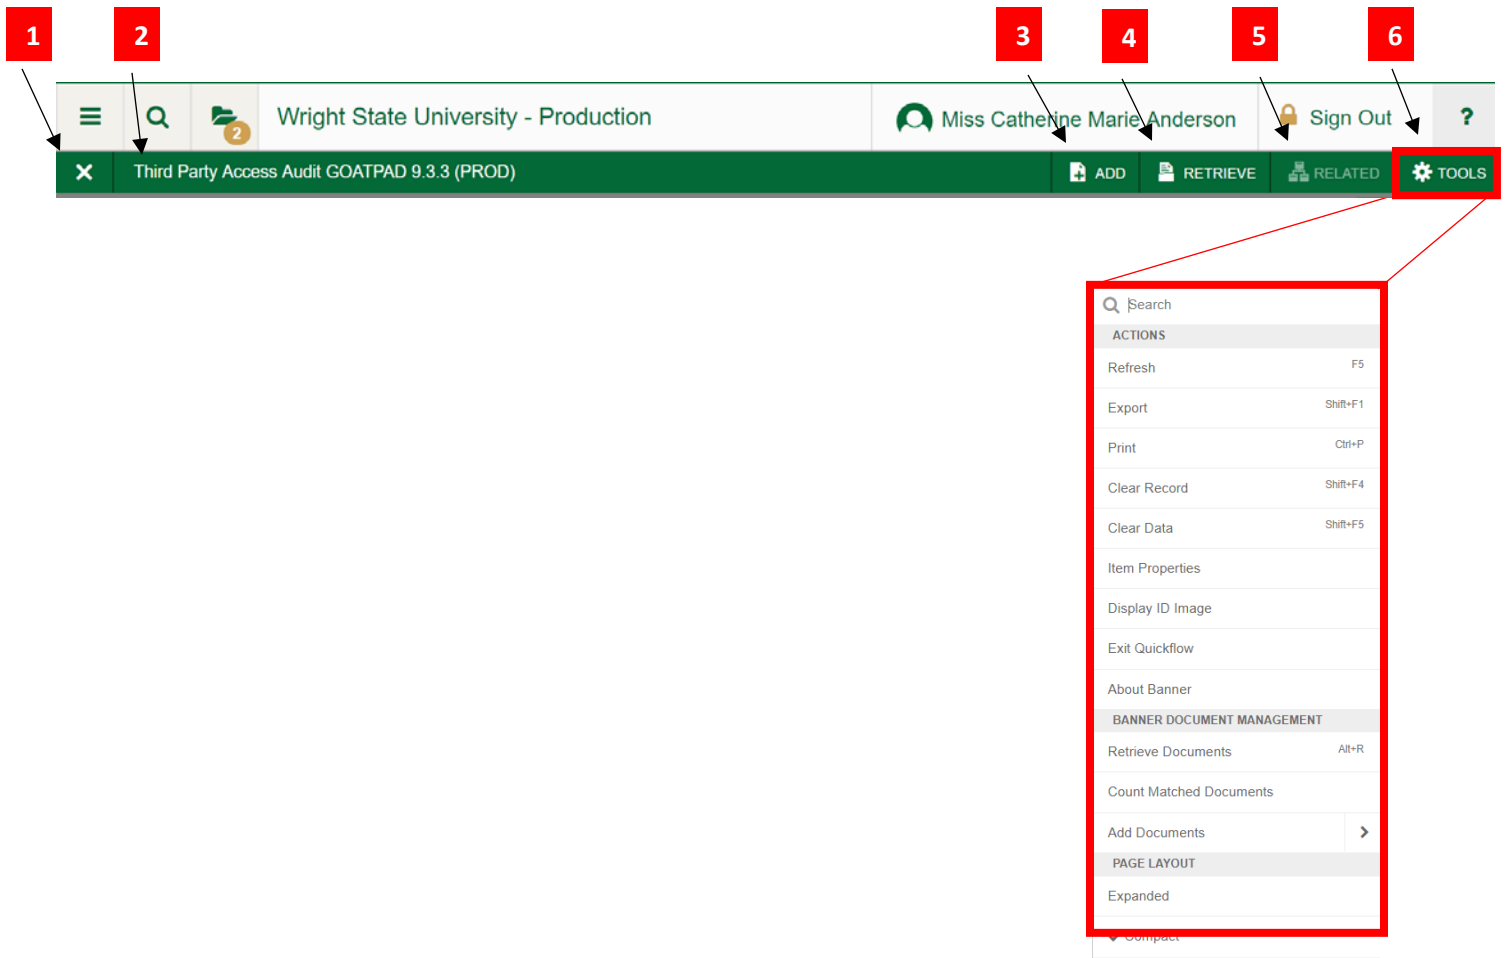 1
2
3
4
5
6
2
Wright State University - Production
Miss Catherine Marie Anderson
Sign Out
?
Third Party Access Audit GOATPAD 9.3.3 (PROD)
ADD
RETRIEVE
RELATED
TOOLS
Search
ACTIONS
Refresh F5
Export Shift+F1
Print Ctrl+P
Clear Record Shift+F4
Clear Data Shift+F5
Item Properties
Display ID Image
Exit Quickflow
About Banner
BANNER DOCUMENT MANAGEMENT
Retrieve Documents Alt+R
Count Matched Documents
Add Documents
PAGE LAYOUT
Expanded
Compact